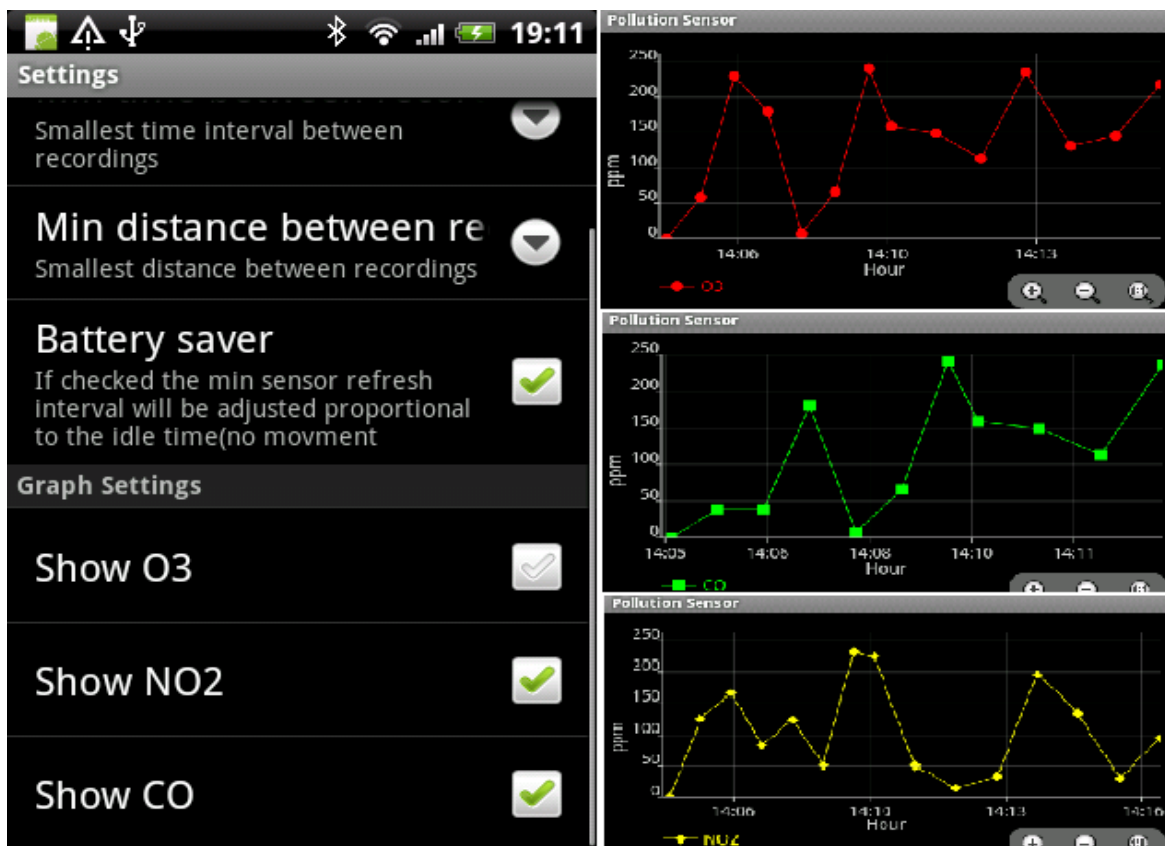 19:11
Settings
Smallest time interval between
recordings
Min distance between re
Smallest distance between recordings
Battery saver
If checked the min sensor refresh
interval will be adjusted proportional
to the idle time(no movment
Graph Settings
Show O3
Show NO2
Show CO
Pollution Sensor
250
200
150
100
50
0
ppm
14:06
14:10
14:13
Hour
O3
Pollution Sensor
250
200
150
100
50
0
ppm
14:05
14:06
14:08
14:10
14:11
Hour
CO
Pollution Sensor
250
200
150
100
50
0
ppm
14:06
14:10
14:13
14:16
Hour
NO2